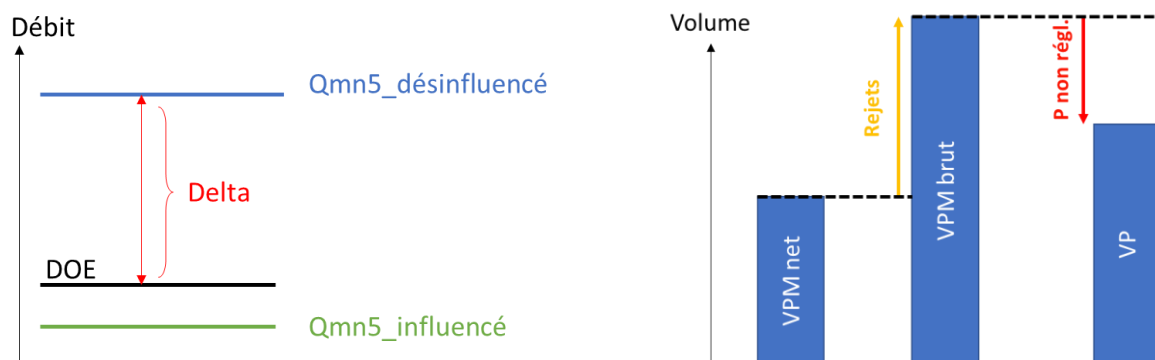 Débit
Qmn5_désinfluencé
Delta
DOE
Qmn5_influencé
Volume
Rejets
P non régl.
VPM net
VPM brut
VP